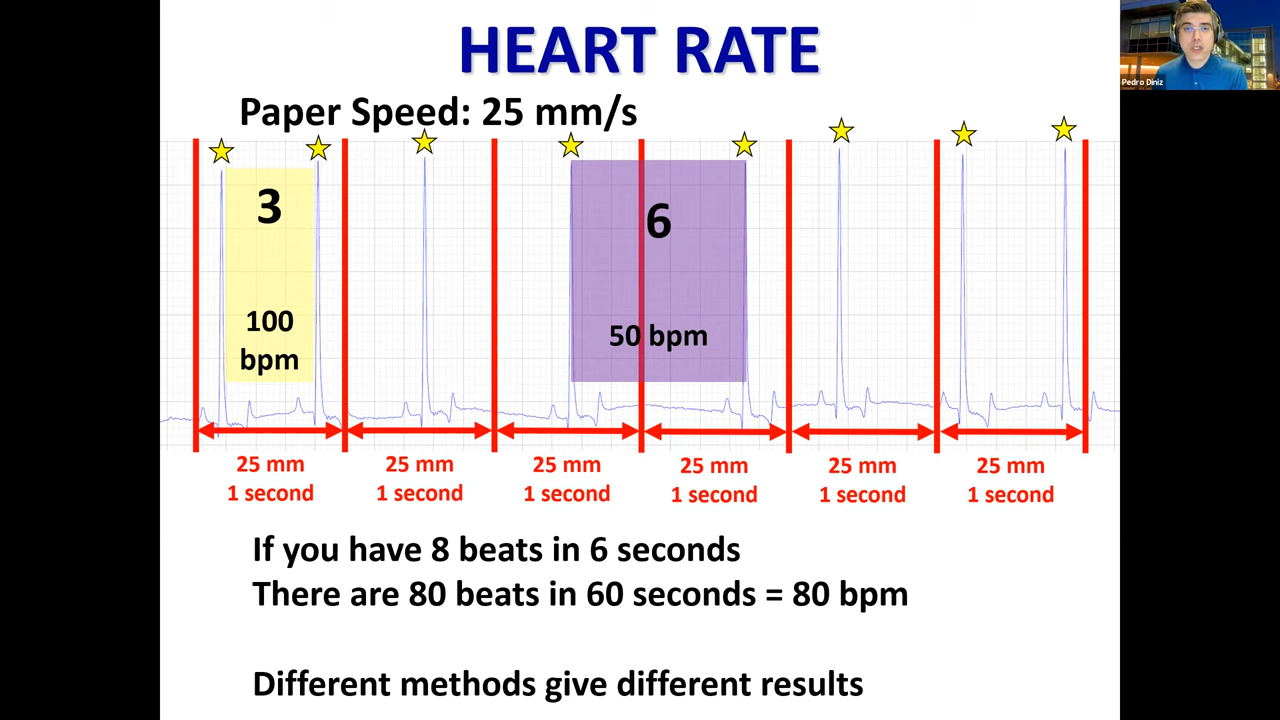 HEART RATE
Pedro Diniz
Paper Speed: 25 mm/s
3
6
100
bpm
50 bpm
25 mm 25 mm 25 mm 25 mm 25 mm 25 mm
1 second 1 second 1 second 1 second 1 second 1 second
If you have 8 beats in 6 seconds
There are 80 beats in 60 seconds = 80 bpm
Different methods give different results